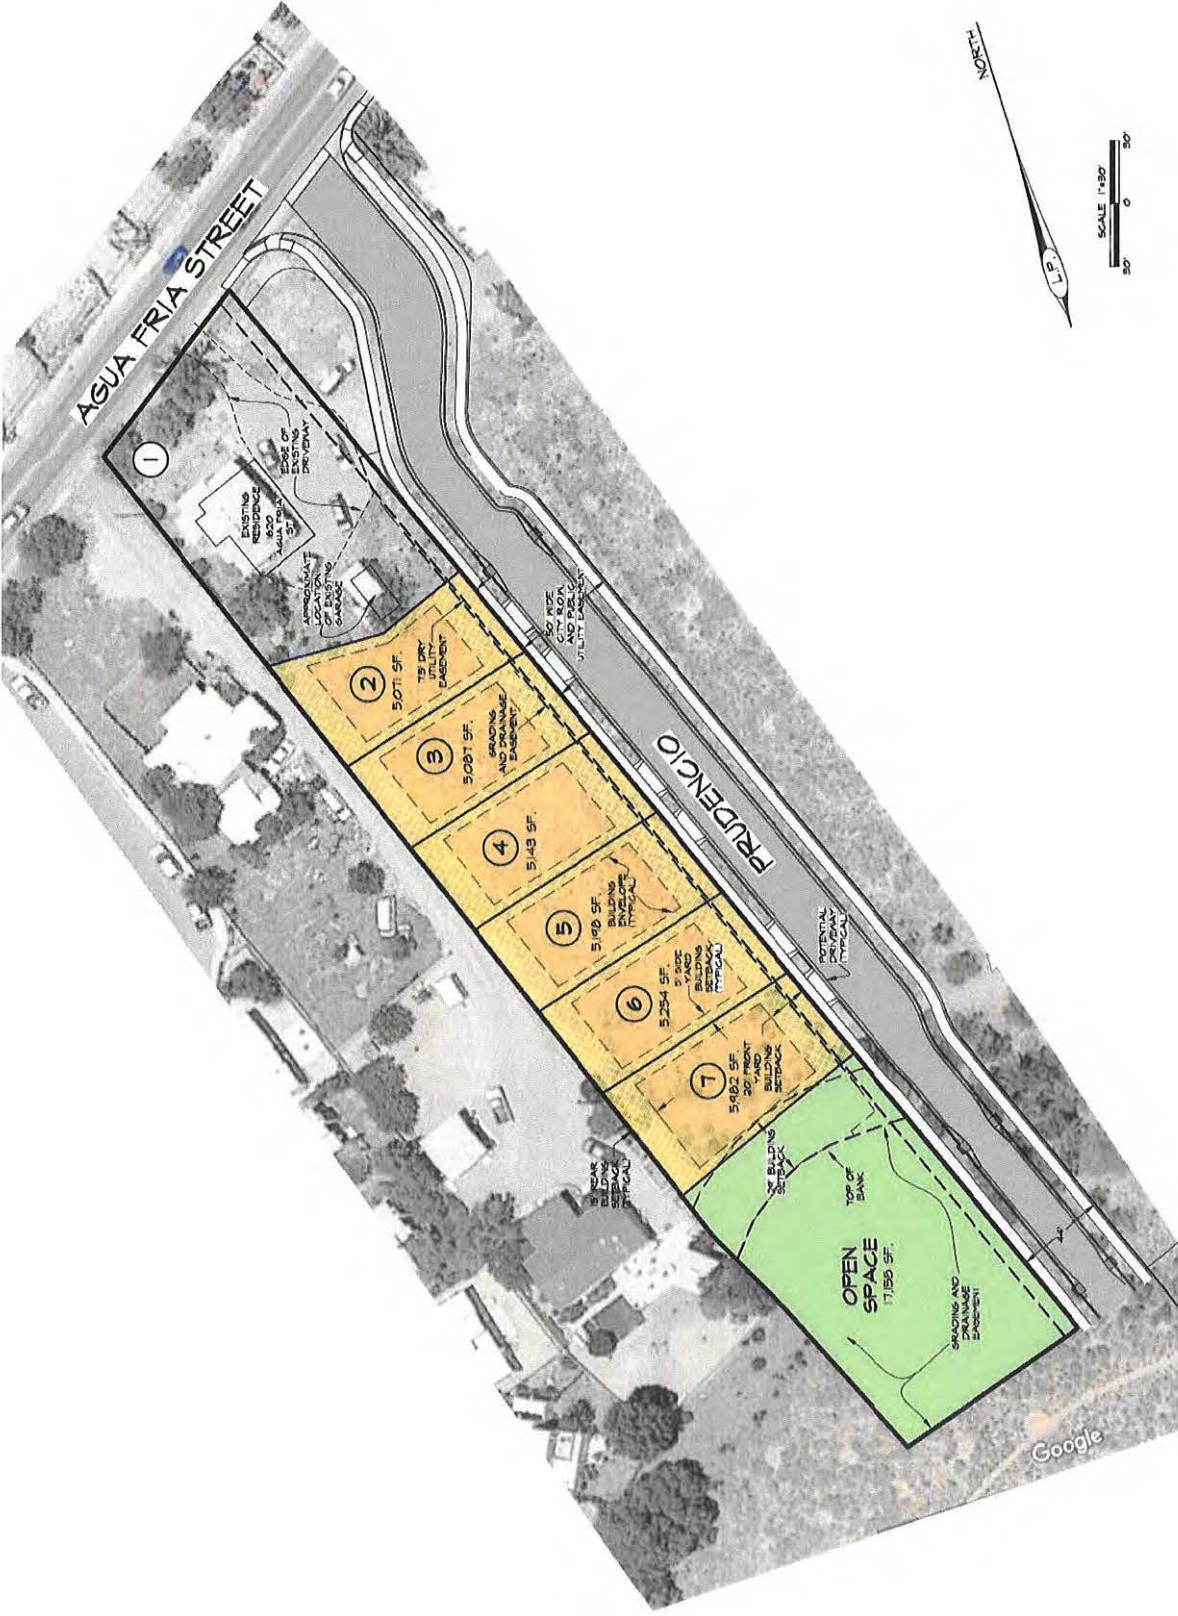 AGUA FRIA STREET
NORTH
L.P.
SCALE 1"=30'
30'
0
30'
1
EXISTING
RESIDENCE
1620
AGUA FRIA
ST.
EDGE OF
EXISTING
DRIVEWAY
APPROXIMATE
LOCATION
OF EXISTING
GARAGE
2
5,071 SF.
7.5' DRY
UTILITY
EASEMENT
3
5,087 SF.
GRADING
AND DRAINAGE
EASEMENT
50' WIDE
CITY R.O.W.
AND PUBLIC
UTILITY EASEMENT
4
5,143 SF.
PRUDENCIO
5
5,198 SF.
BUILDING
ENVELOPE
(TYPICAL)
6
5,254 SF.
5' SIDE
YARD
BUILDING
SETBACK
(TYPICAL)
POTENTIAL
DRIVEWAY
(TYPICAL)
7
5,982 SF.
20' FRONT
YARD
BUILDING
SETBACK
15' REAR
BUILDING
SETBACK
(TYPICAL)
BUILDING
SETBACK
TOP OF
BANK
OPEN
SPACE
17,158 SF.
GRADING AND
DRAINAGE
EASEMENT
44'
Google